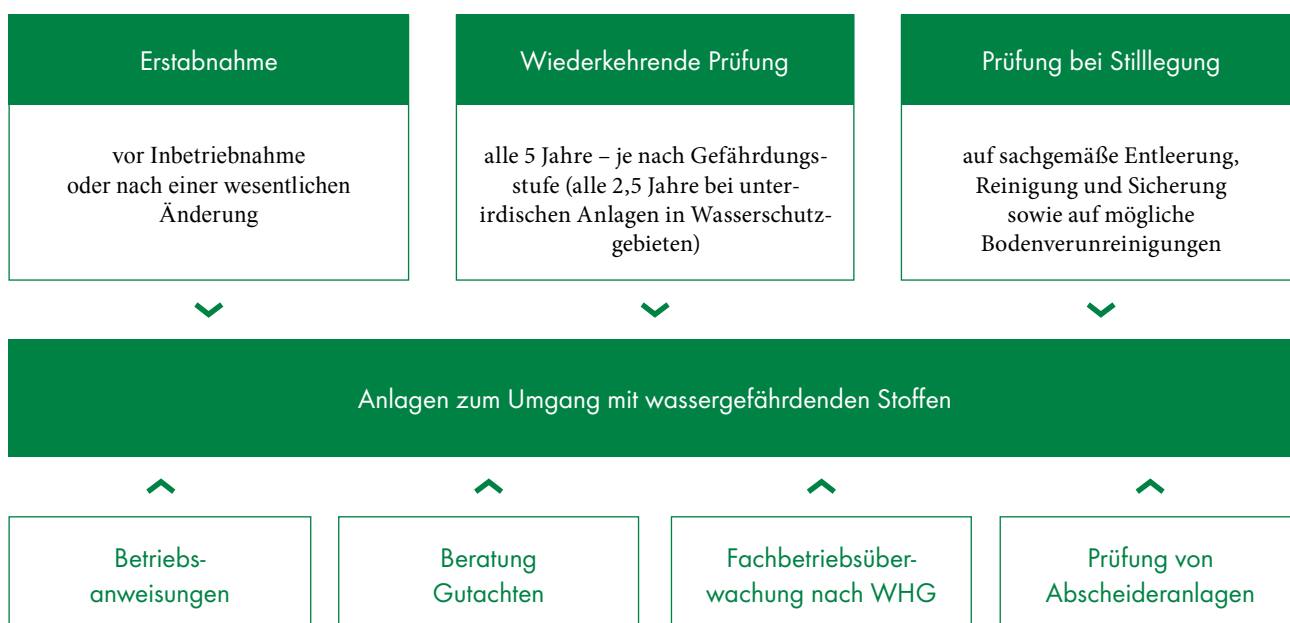 Erstabnahme
vor Inbetriebnahme
oder nach einer wesentlichen
Änderung
Wiederkehrende Prüfung
alle 5 Jahre – je nach Gefährdungs-
stufe (alle 2,5 Jahre bei unter-
irdischen Anlagen in Wasserschutz-
gebieten)
Prüfung bei Stilllegung
auf sachgemäße Entleerung,
Reinigung und Sicherung
sowie auf mögliche
Bodenverunreinigungen
Anlagen zum Umgang mit wassergefährdenden Stoffen
Betriebs-
anweisungen
Beratung
Gutachten
Fachbetriebsüber-
wachung nach WHG
Prüfung von
Abscheideranlagen